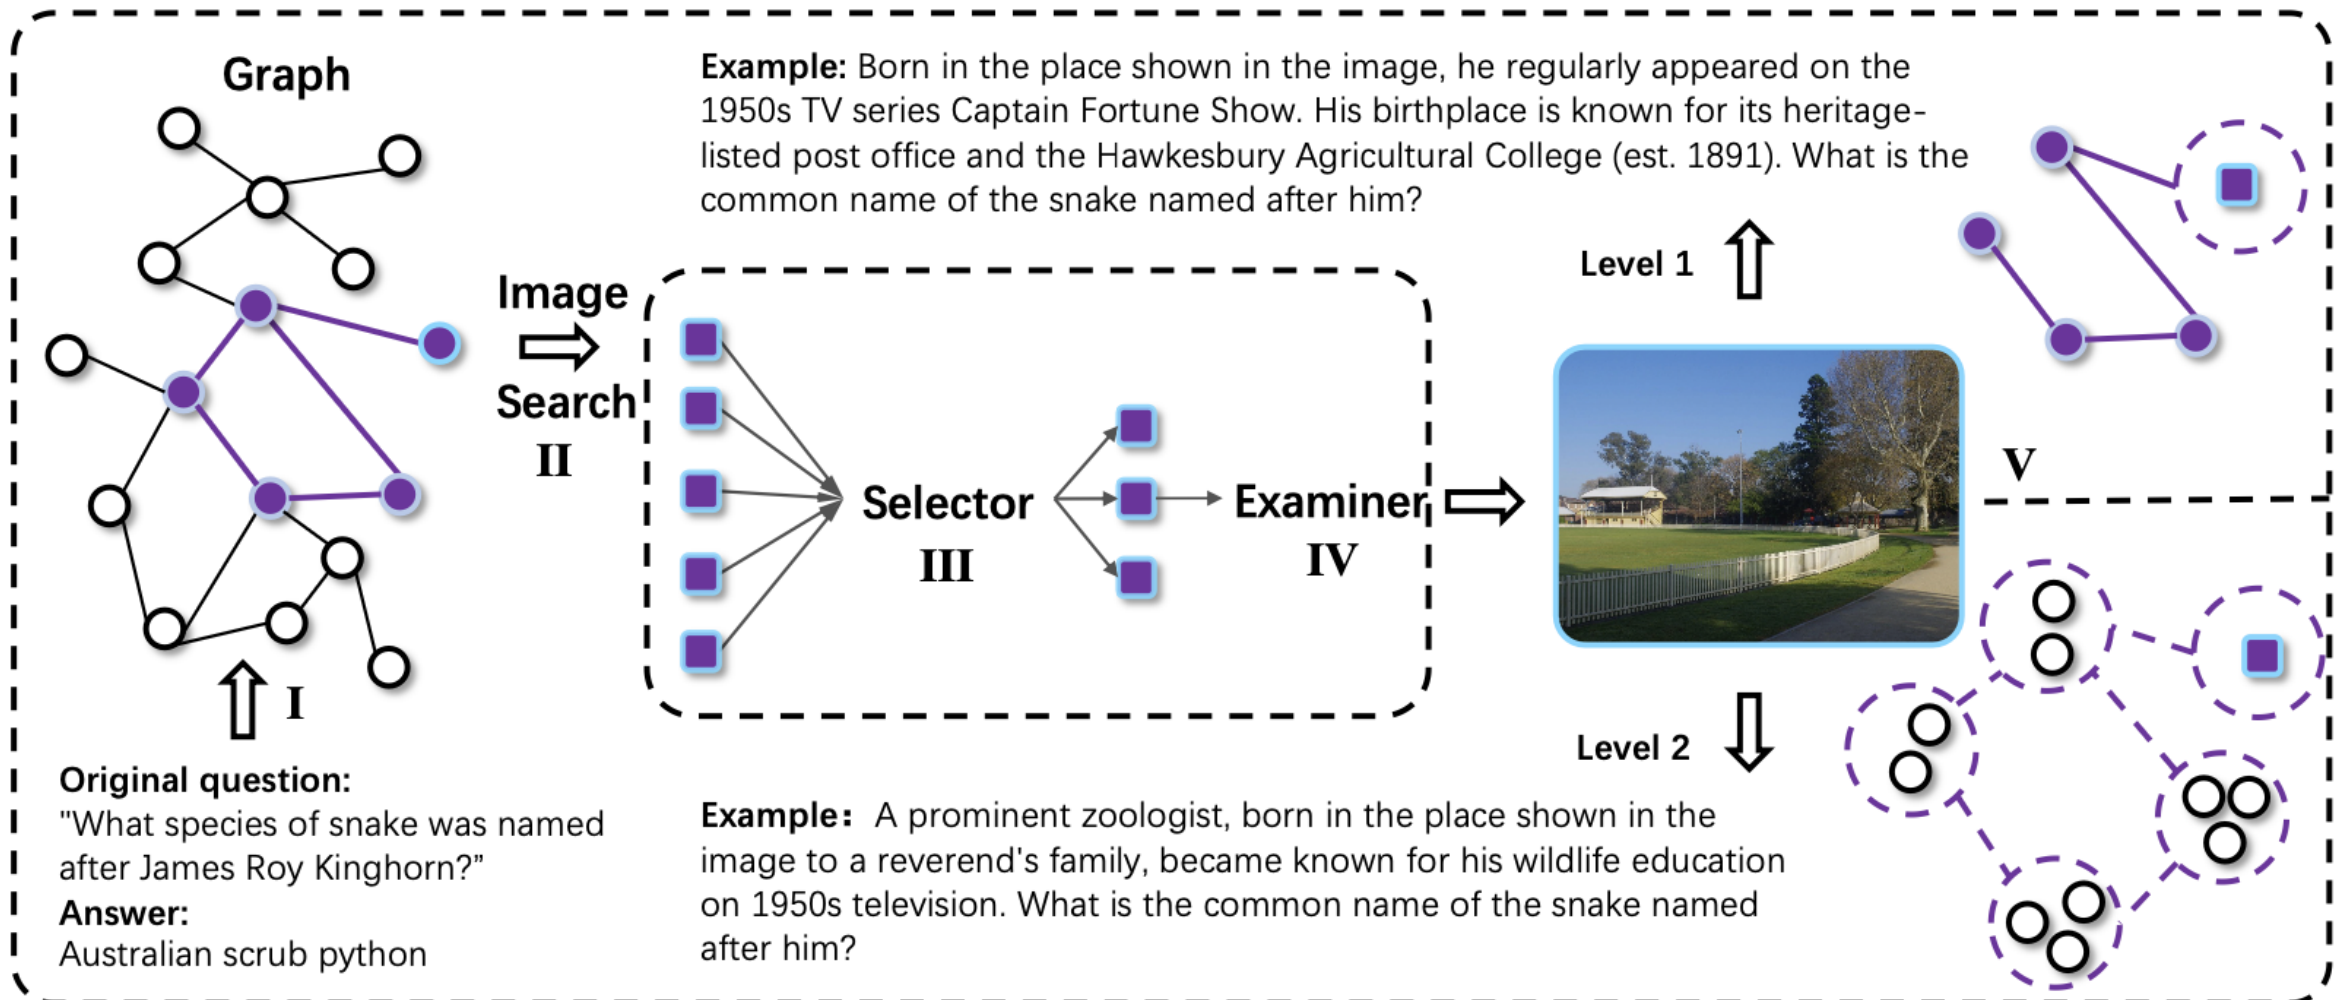 Graph
Example: Born in the place shown in the image, he regularly appeared on the
1950s TV series Captain Fortune Show. His birthplace is known for its heritage-
listed post office and the Hawkesbury Agricultural College (est. 1891). What is the
common name of the snake named after him?
Level 1
Image
Search
II
Selector
III
Examiner
IV
V
I
Level 2
Original question:
"What species of snake was named
after James Roy Kinghorn?”
Answer:
Australian scrub python
Example： A prominent zoologist, born in the place shown in the
image to a reverend's family, became known for his wildlife education
on 1950s television. What is the common name of the snake named
after him?